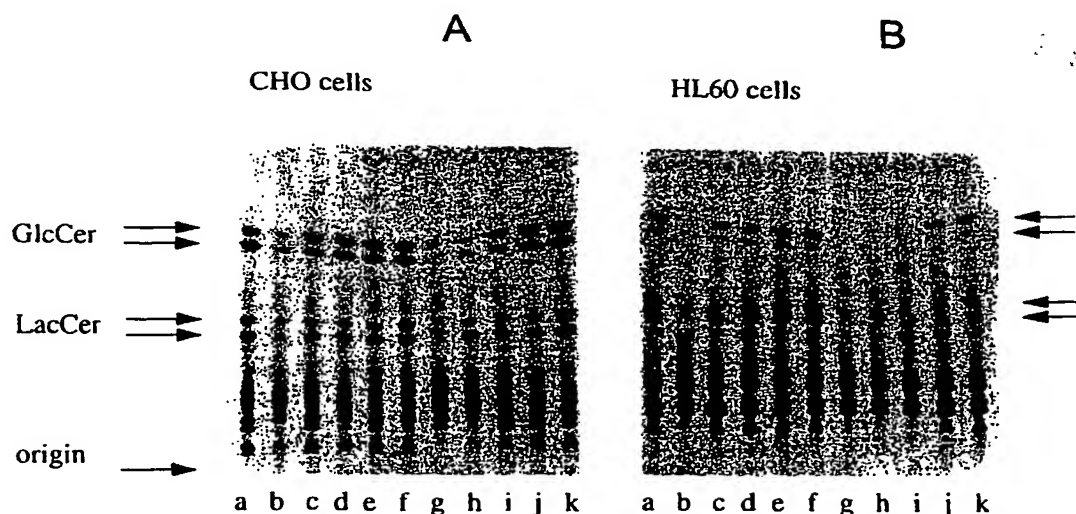 A
B
CHO cells
HL60 cells
GlcCer
LacCer
origin
a b c d e f g h i j k
a b c d e f g h i j k